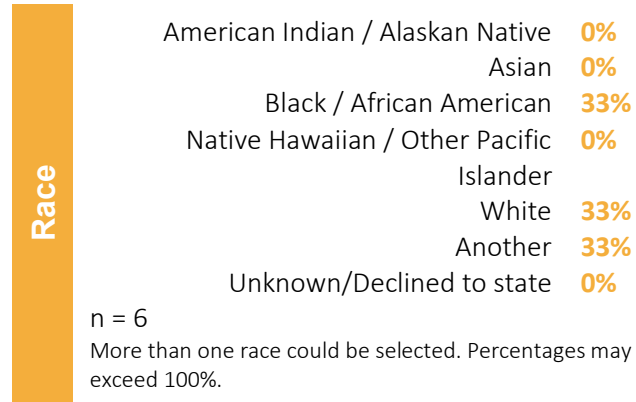 Race
American Indian / Alaskan Native 0%
Asian 0%
Black / African American 33%
Native Hawaiian / Other Pacific 0%
Islander
White 33%
Another 33%
Unknown/Declined to state 0%
n = 6
More than one race could be selected. Percentages may
exceed 100%.